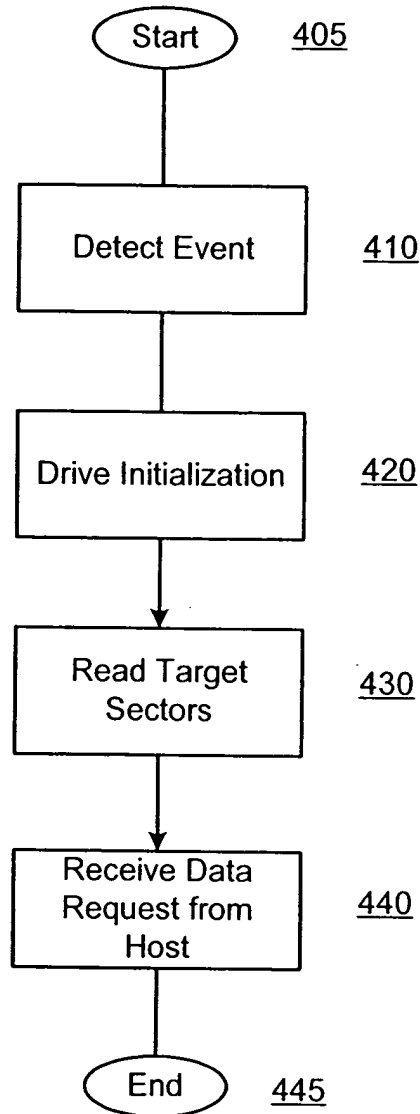 Start 405
Detect Event 410
Drive Initialization 420
Read Target
Sectors 430
Receive Data
Request from
Host 440
End 445